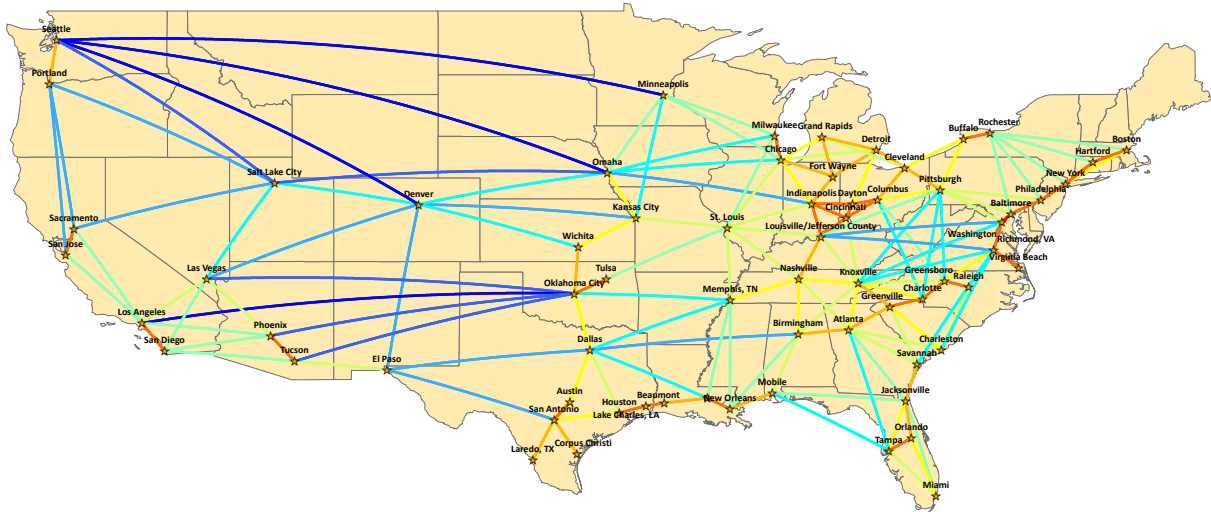 Seattle
Portland
Minneapolis
Milwaukee
Grand Rapids
Detroit
Buffalo
Rochester
Boston
Chicago
Cleveland
Hartford
Omaha
Fort Wayne
New York
Salt Lake City
Pittsburgh
Denver
Indianapolis
Dayton
Columbus
Philadelphia
Kansas City
Cincinnati
Baltimore
Sacramento
St. Louis
Louisville/Jefferson County
Washington
San Jose
Wichita
Richmond, VA
Virginia Beach
Las Vegas
Tulsa
Nashville
Knoxville
Greensboro
Oklahoma City
Memphis, TN
Raleigh
Charlotte
Greenville
Los Angeles
Phoenix
San Diego
Tucson
Birmingham
Atlanta
Charleston
El Paso
Dallas
Savannah
Austin
Houston
Beaumont
Mobile
Jacksonville
San Antonio
Lake Charles, LA
New Orleans
Laredo, TX
Corpus Christi
Orlando
Tampa
Miami